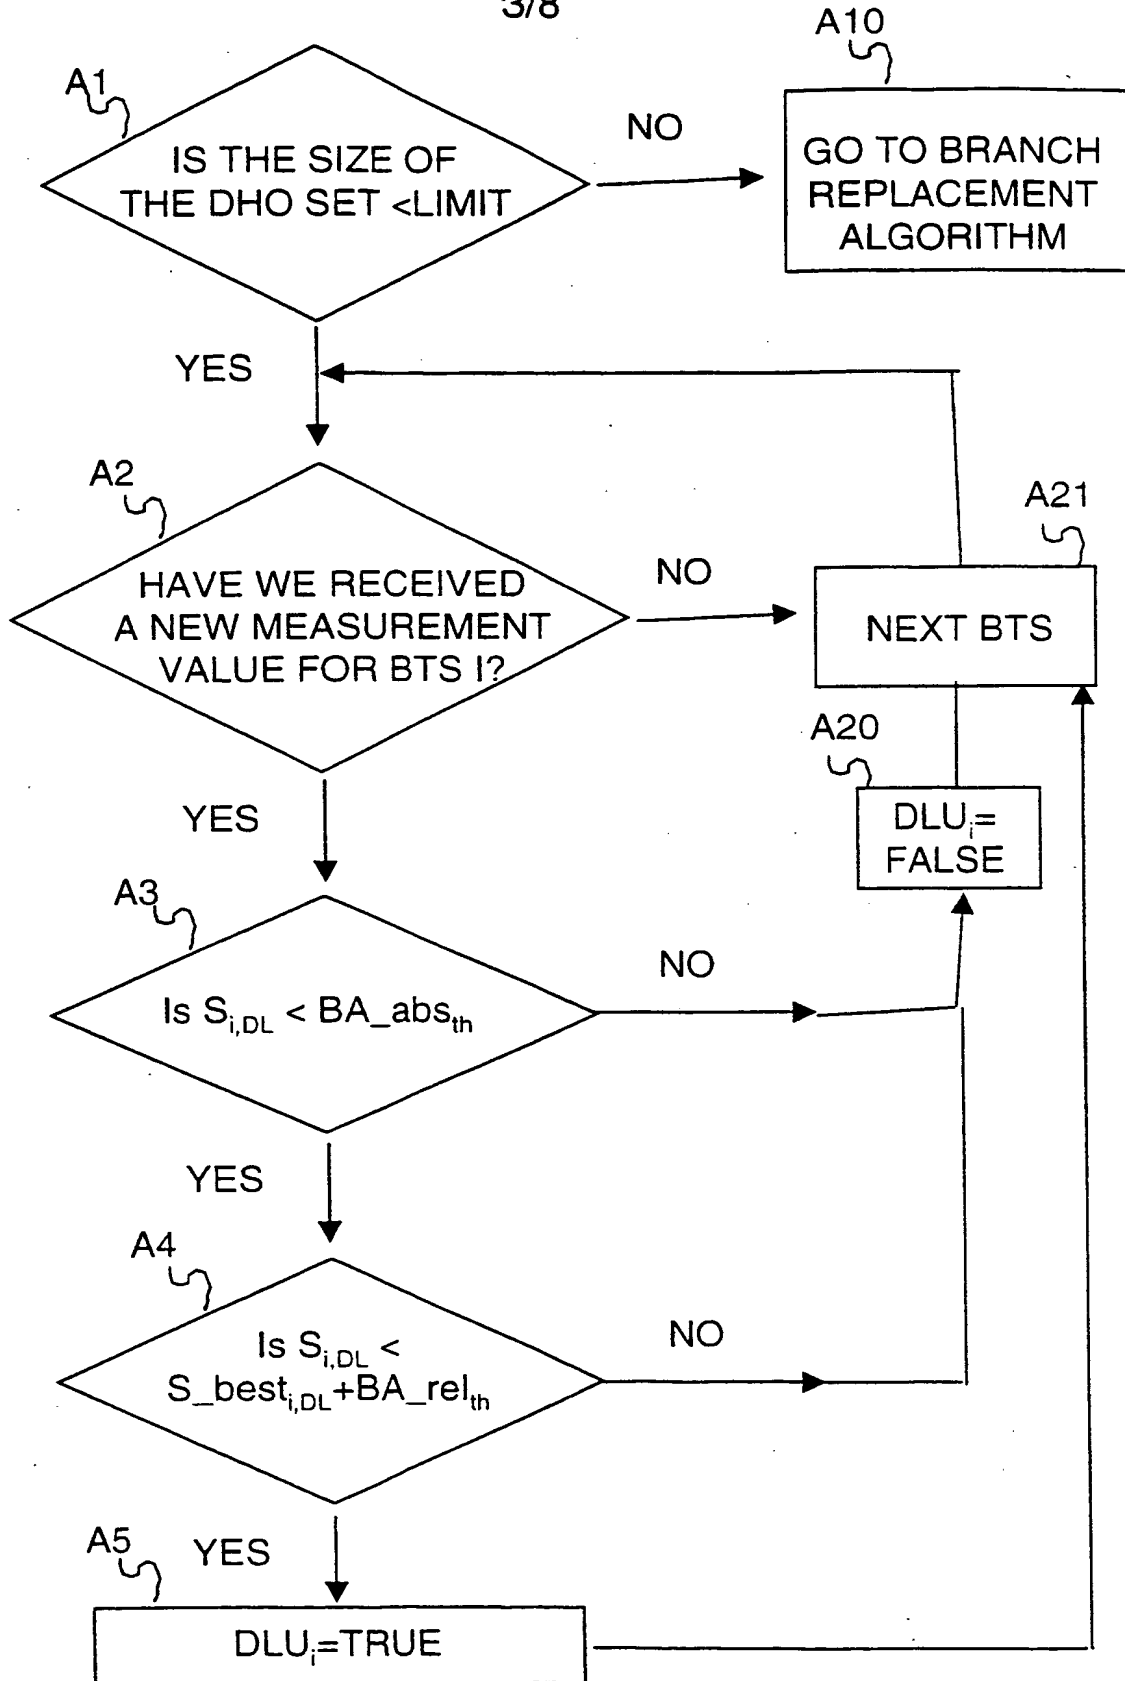 3/8
A10
A1
NO
IS THE SIZE OF
THE DHO SET <LIMIT
GO TO BRANCH
REPLACEMENT
ALGORITHM
YES
A2
A21
NO
HAVE WE RECEIVED
A NEW MEASUREMENT
VALUE FOR BTS I?
NEXT BTS
A20
YES
DLUi=
FALSE
A3
NO
Is Si,DL < BA_absth
YES
A4
NO
Is Si,DL <
S_besti,DL+BA_relth
A5
YES
DLUi=TRUE